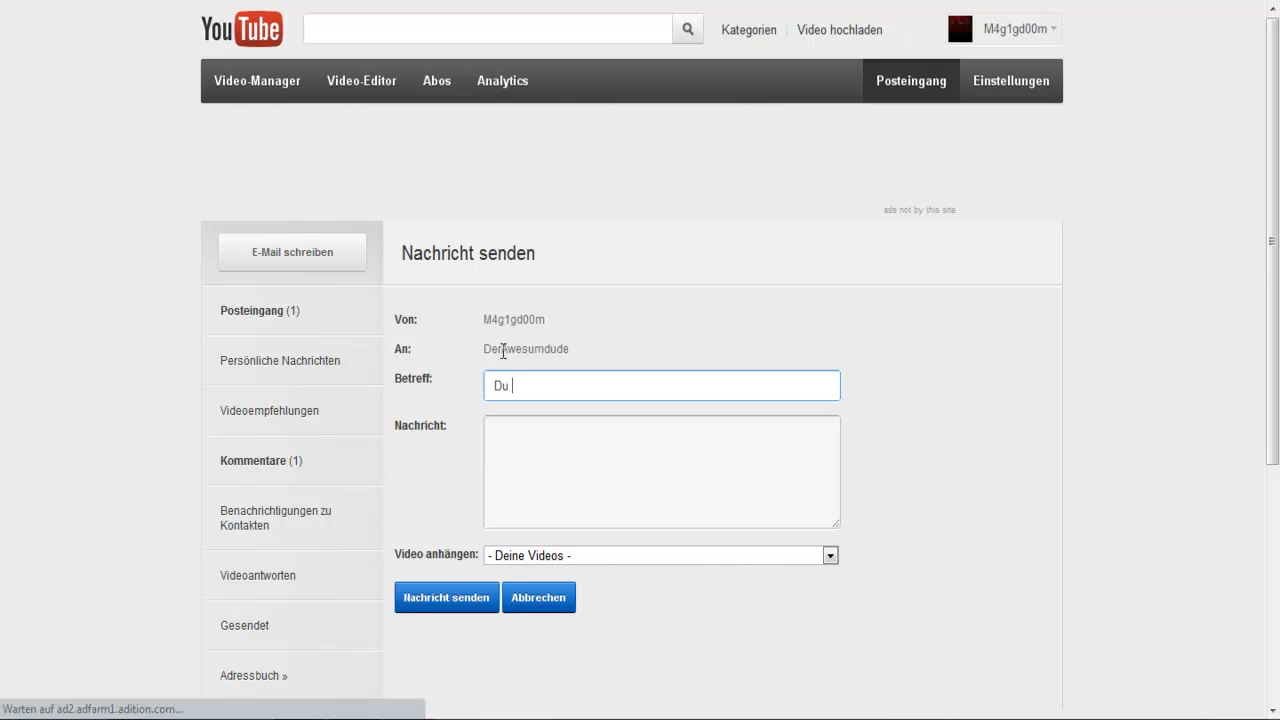 YouTube
Kategorien
Video hochladen
M4g1gd00m
Video-Manager
Video-Editor
Abos
Analytics
Posteingang
Einstellungen
ads not by this site
E-Mail schreiben
Nachricht senden
Posteingang (1)
Persönliche Nachrichten
Videoempfehlungen
Kommentare (1)
Benachrichtigungen zu
Kontakten
Videoantworten
Gesendet
Adressbuch »
Von: M4g1gd00m
An: DerAwesumdude
Betreff: Du
Nachricht:
Video anhängen: - Deine Videos -
Nachricht senden
Abbrechen
Warten auf ad2.adfarm1.adition.com...